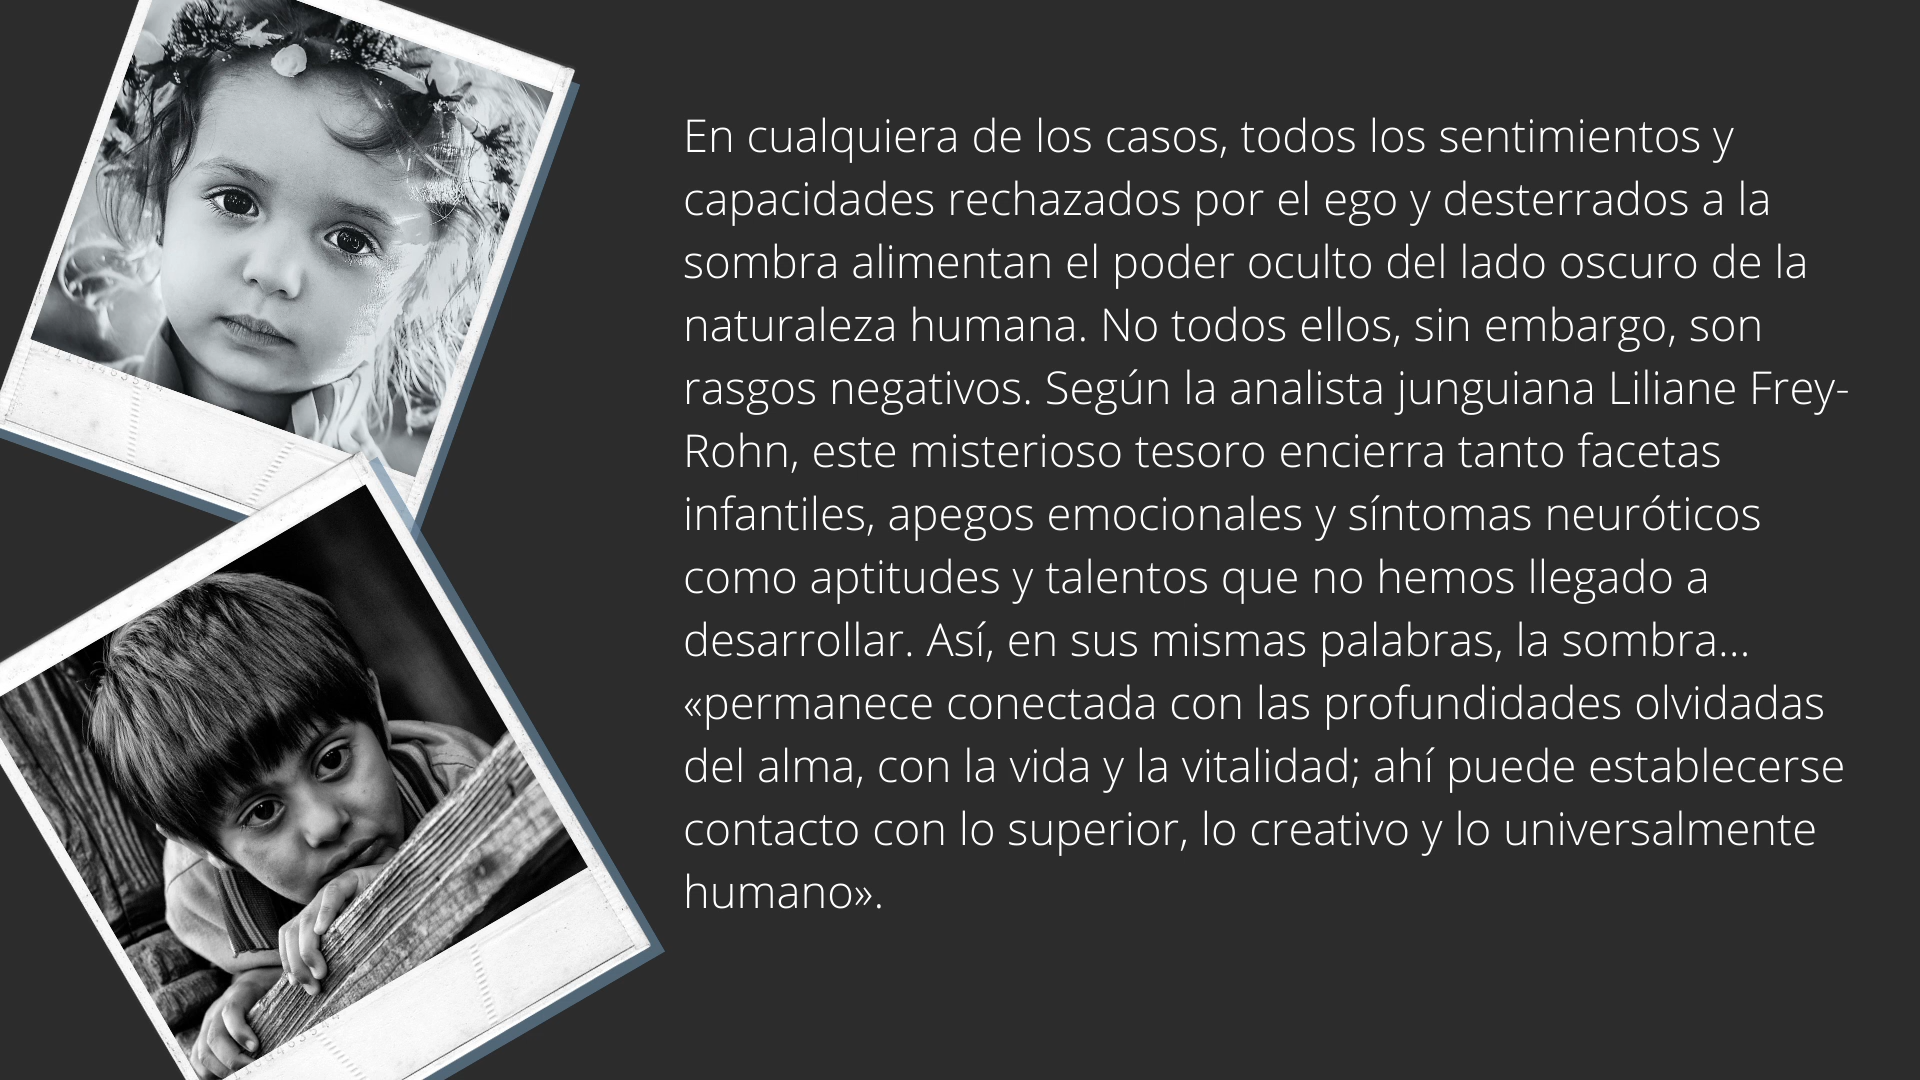 En cualquiera de los casos, todos los sentimientos y
capacidades rechazados por el ego y desterrados a la
sombra alimentan el poder oculto del lado oscuro de la
naturaleza humana. No todos ellos, sin embargo, son
rasgos negativos. Según la analista junguiana Liliane Frey-
Rohn, este misterioso tesoro encierra tanto facetas
infantiles, apegos emocionales y síntomas neuróticos
como aptitudes y talentos que no hemos llegado a
desarrollar. Así, en sus mismas palabras, la sombra...
«permanece conectada con las profundidades olvidadas
del alma, con la vida y la vitalidad; ahí puede establecerse
contacto con lo superior, lo creativo y lo universalmente
humano».